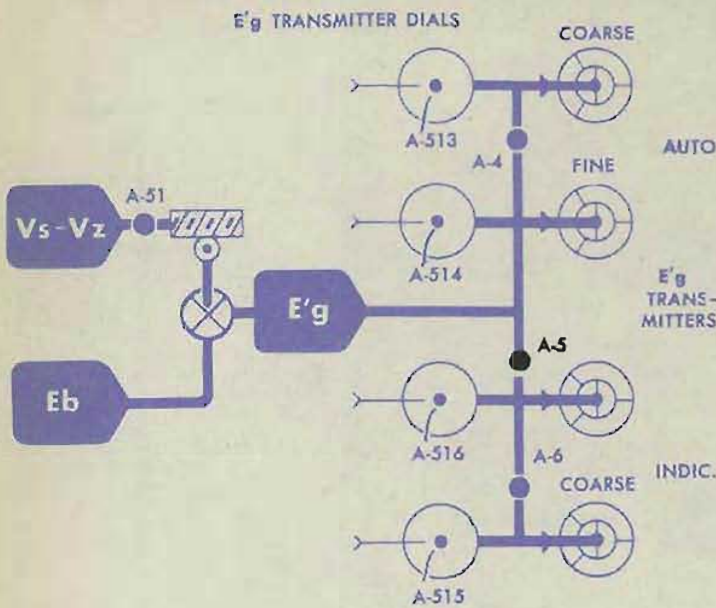 E'g TRANSMITTER DIALS
COARSE
A-513
A-4
AUTO
FINE
A-51
Vs-Vz
A-514
E'g
E'g
TRANS-
MITTERS
A-5
Eb
A-516
A-6
COARSE
INDIC.
A-515